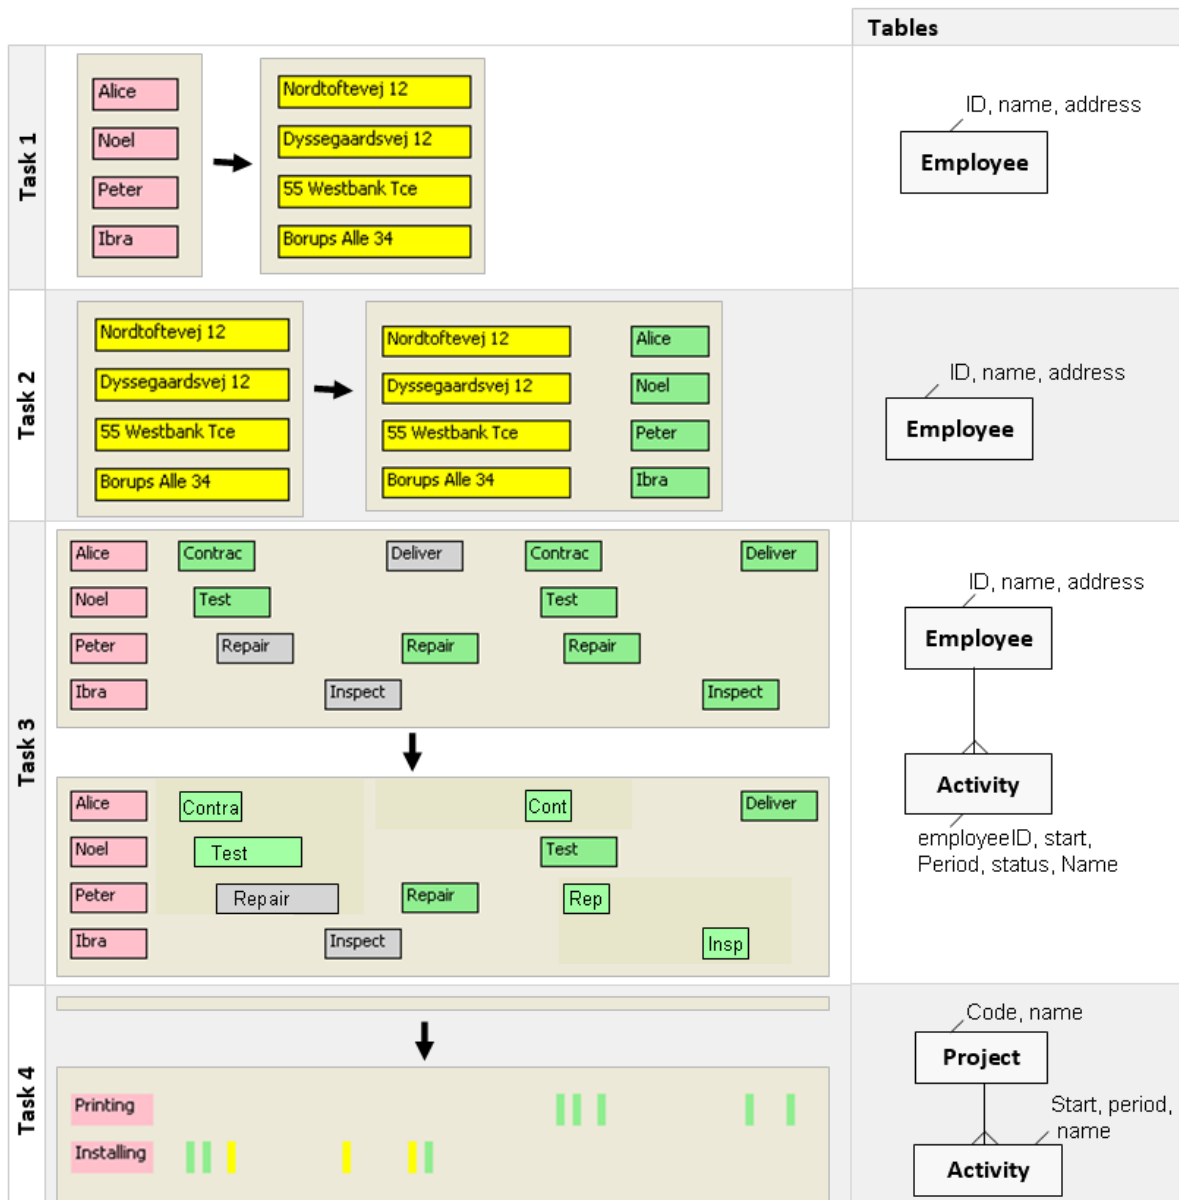 Tables
Task 1
Alice
Noel
Peter
Ibra
Nordtoftevej 12
Dyssegaardsvej 12
55 Westbank Tce
Borups Alle 34
ID, name, address
Employee
Task 2
Nordtoftevej 12
Dyssegaardsvej 12
55 Westbank Tce
Borups Alle 34
Nordtoftevej 12 Alice
Dyssegaardsvej 12 Noel
55 Westbank Tce Peter
Borups Alle 34 Ibra
ID, name, address
Employee
Task 3
Alice Contrac Deliver Contrac Deliver
Noel Test Test
Peter Repair Repair Repair
Ibra Inspect Inspect
Alice Contra Cont Deliver
Noel Test Test
Peter Repair Repair Rep
Ibra Inspect Insp
ID, name, address
Employee
Activity
employeeID, start,
Period, status, Name
Task 4
Printing
Installing
Code, name
Project
Start, period,
name
Activity